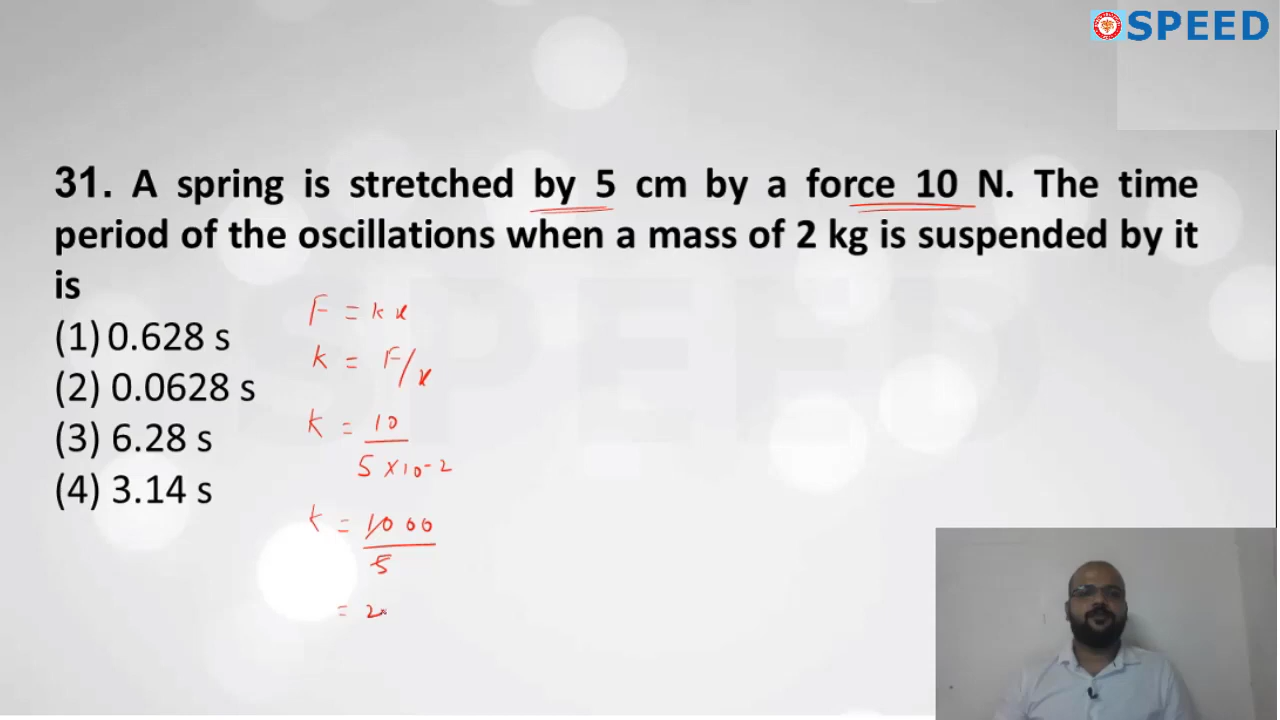 SPEED
31. A spring is stretched by 5 cm by a force 10 N. The time
period of the oscillations when a mass of 2 kg is suspended by it
is
(1) 0.628 s
(2) 0.0628 s
(3) 6.28 s
(4) 3.14 s
F = kx
k = F/x
k = 10
5 × 10-2
k = 1000
5
= 2